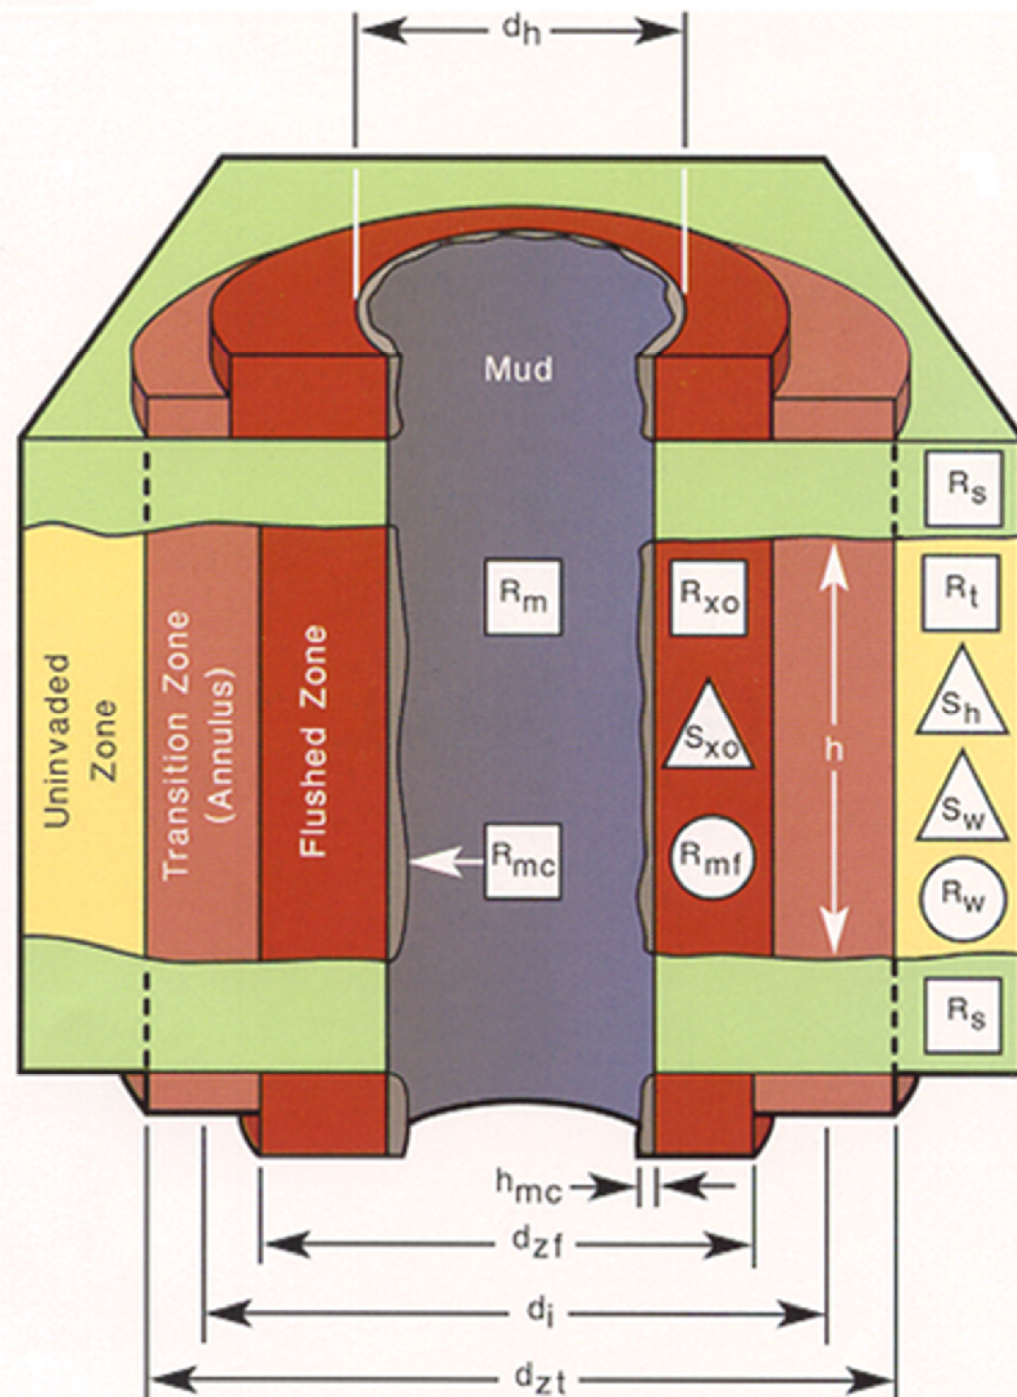 dh
Mud
Rs
Rm
Rxo
Rt
Uninvaded
Zone
Transition Zone
(Annulus)
Flushed Zone
Sxo
h
Sh
Sw
Rmc
Rmf
Rw
Rs
hmc
dzf
di
dzt